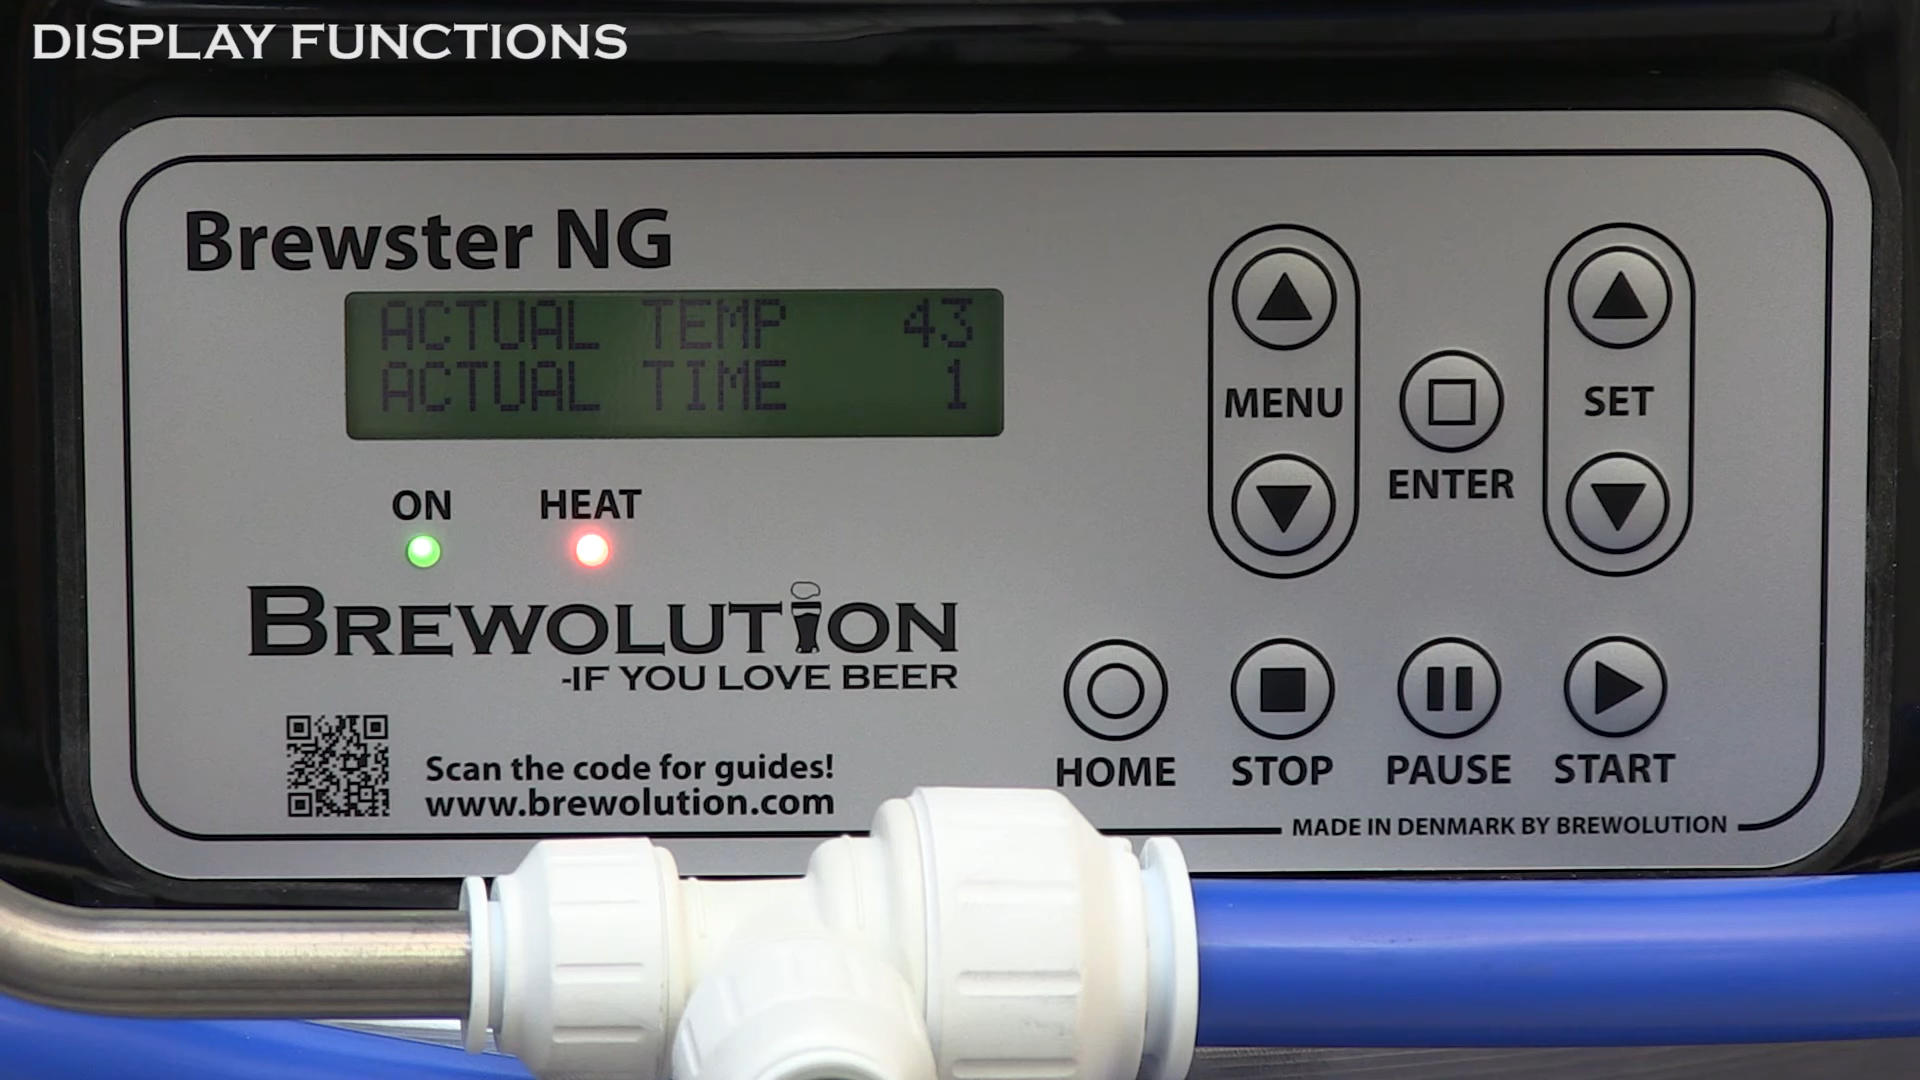 DISPLAY FUNCTIONS
Brewster NG
ACTUAL TEMP 43
ACTUAL TIME 1
ON HEAT
MENU
ENTER
SET
BREWOLUTION
-IF YOU LOVE BEER
Scan the code for guides!
www.brewolution.com
HOME STOP PAUSE START
MADE IN DENMARK BY BREWOLUTION